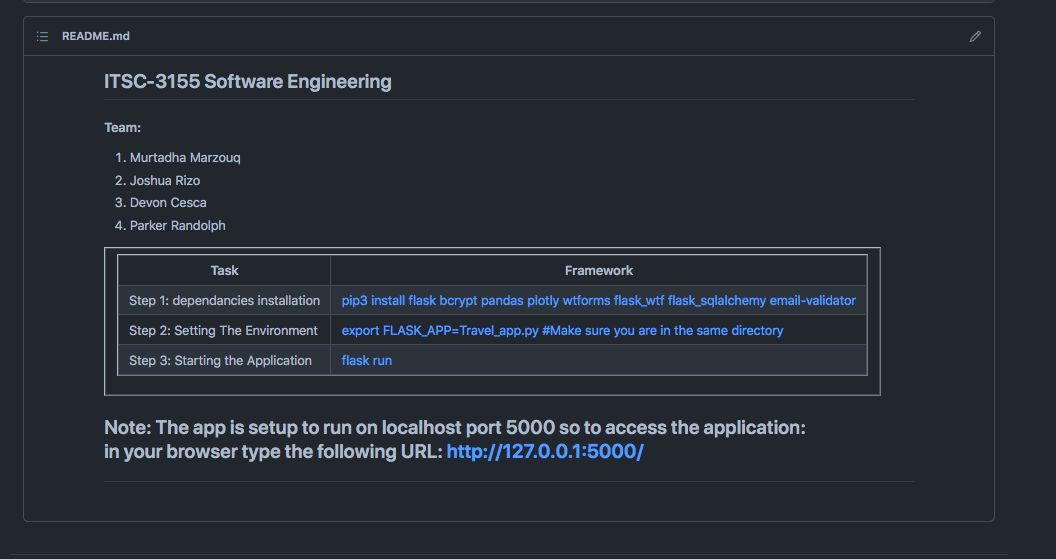 README.md
ITSC-3155 Software Engineering
Team:
1. Murtadha Marzouq
2. Joshua Rizo
3. Devon Cesca
4. Parker Randolph
Task Framework
Step 1: dependancies installation pip3 install flask bcrypt pandas plotly wtforms flask_wtf flask_sqlalchemy email-validator
Step 2: Setting The Environment export FLASK_APP=Travel_app.py #Make sure you are in the same directory
Step 3: Starting the Application flask run
Note: The app is setup to run on localhost port 5000 so to access the application:
in your browser type the following URL: http://127.0.0.1:5000/